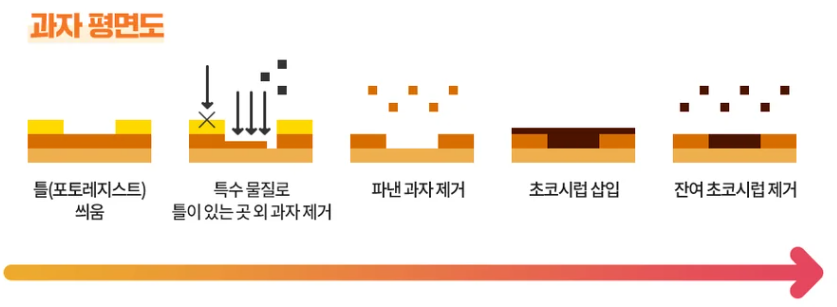 과자 평면도
틀(포토레지스트)
씌움
특수 물질로
틀이 있는 곳 외 과자 제거
파낸 과자 제거
초코시럽 삽입
잔여 초코시럽 제거